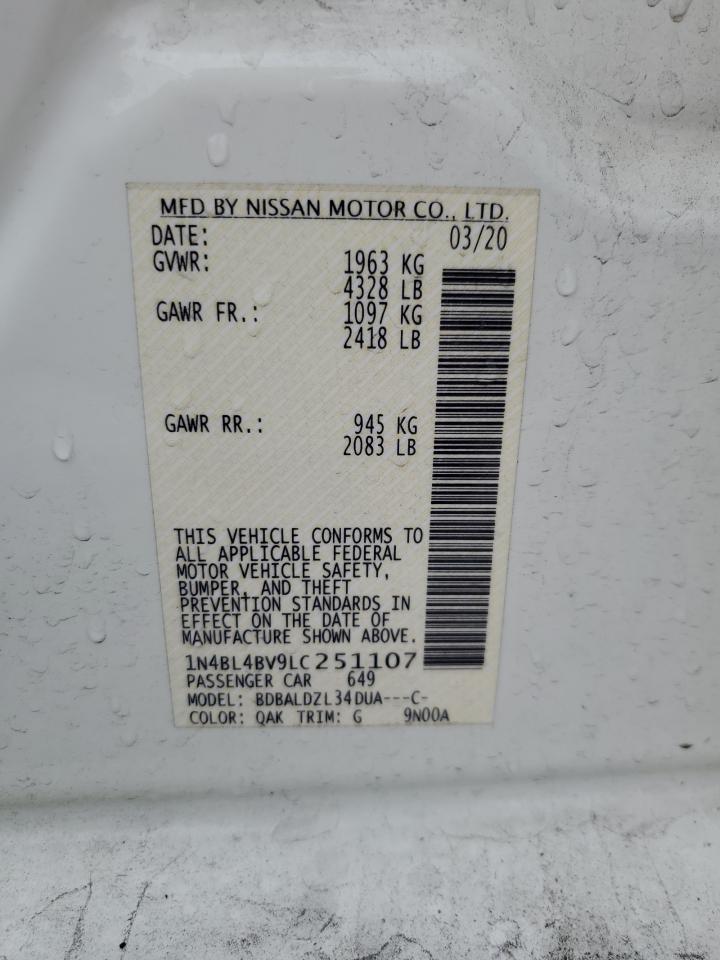 MFD BY NISSAN MOTOR CO., LTD.
DATE: 03/20
GVWR: 1963 KG
4328 LB
GAWR FR.: 1097 KG
2418 LB
GAWR RR.: 945 KG
2083 LB
THIS VEHICLE CONFORMS TO
ALL APPLICABLE FEDERAL
MOTOR VEHICLE SAFETY,
BUMPER, AND THEFT
PREVENTION STANDARDS IN
EFFECT ON THE DATE OF
MANUFACTURE SHOWN ABOVE.
1N4BL4BV9LC251107
PASSENGER CAR 649
MODEL: BDBALDZL34DUA---C-
COLOR: QAK TRIM: G 9N00A